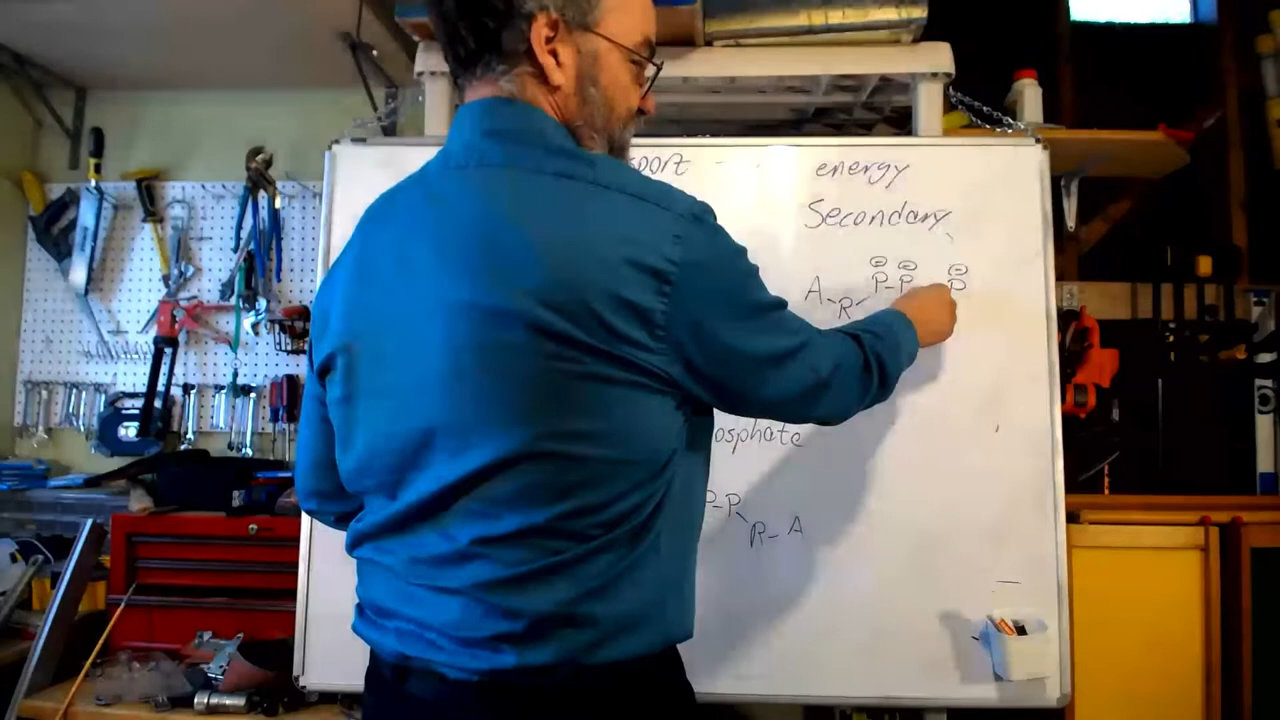 port - - energy
Secondary
⊖ ⊖ ⊖
A-R-P-P P
osphate
P-P
R-A